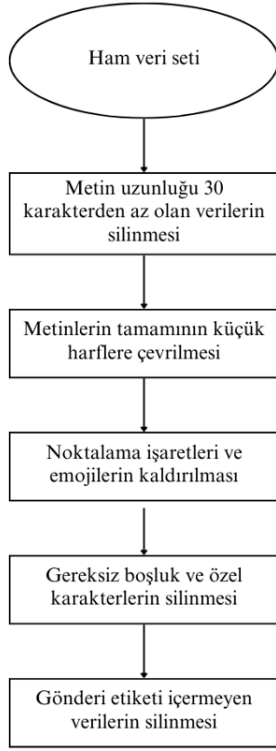 Ham veri seti
Metin uzunluğu 30
karakterden az olan verilerin
silinmesi
Metinlerin tamamının küçük
harflere çevrilmesi
Noktalama işaretleri ve
emojilerin kaldırılması
Gereksiz boşluk ve özel
karakterlerin silinmesi
Gönderi etiketi içermeyen
verilerin silinmesi